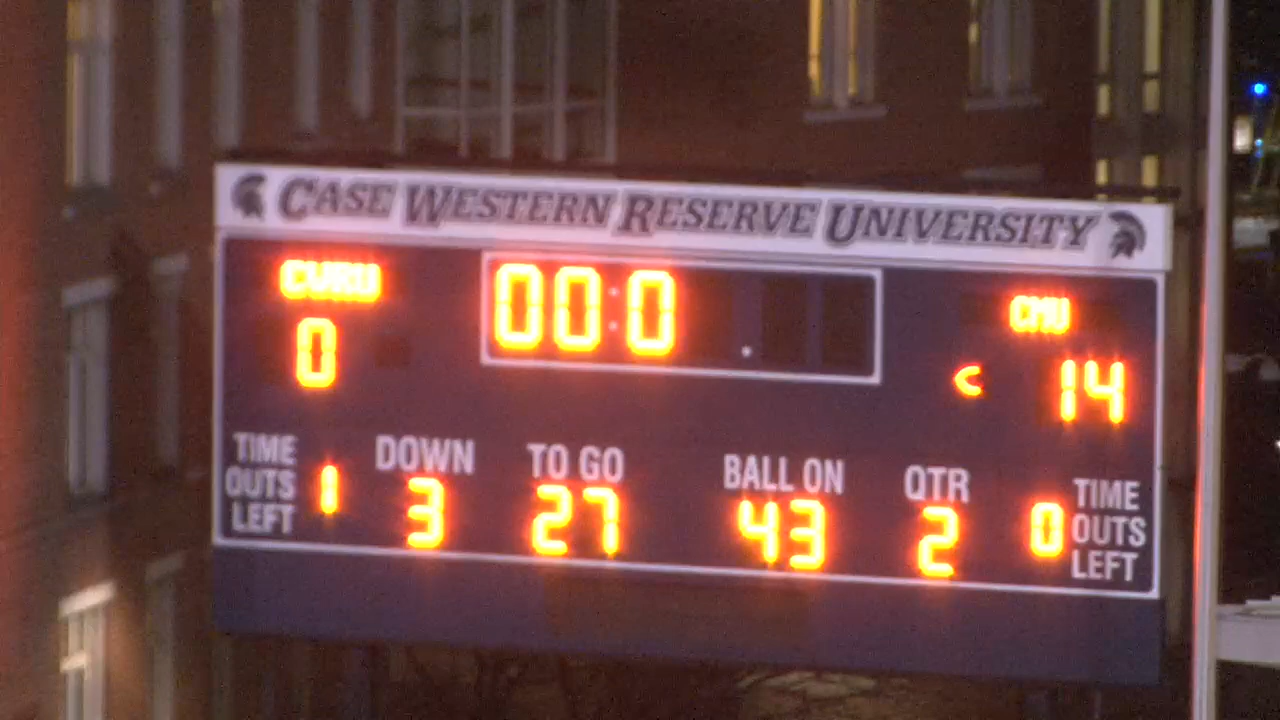 CASE WESTERN RESERVE UNIVERSITY
CWRU 00:0 . CMU
0 < 14
TIME OUTS LEFT 1
DOWN 3
TO GO 27
BALL ON 43
QTR 2
0 TIME OUTS LEFT